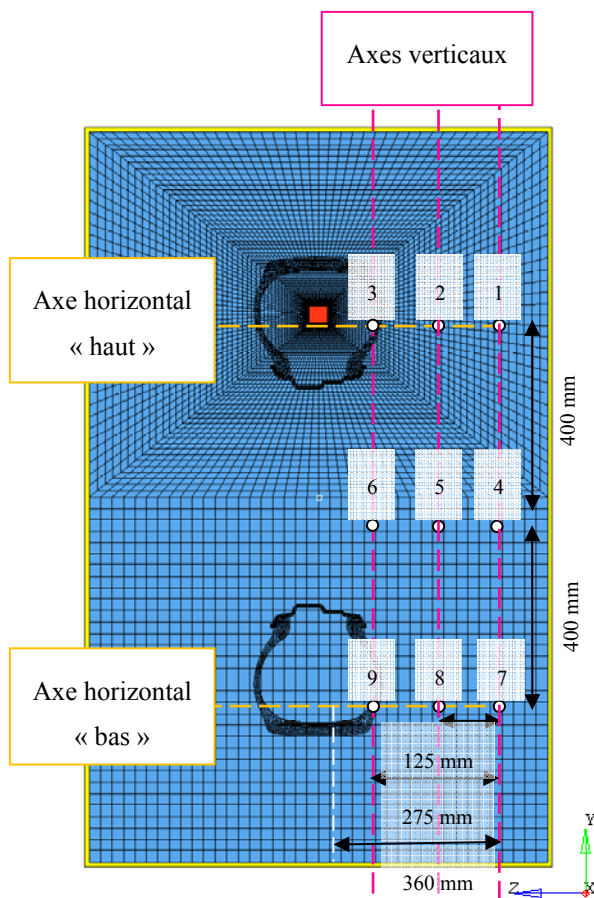 Axes verticaux
Axe horizontal
« haut »
3
2
1
400 mm
6
5
4
400 mm
Axe horizontal
« bas »
9
8
7
125 mm
275 mm
360 mm
Y
Z
X